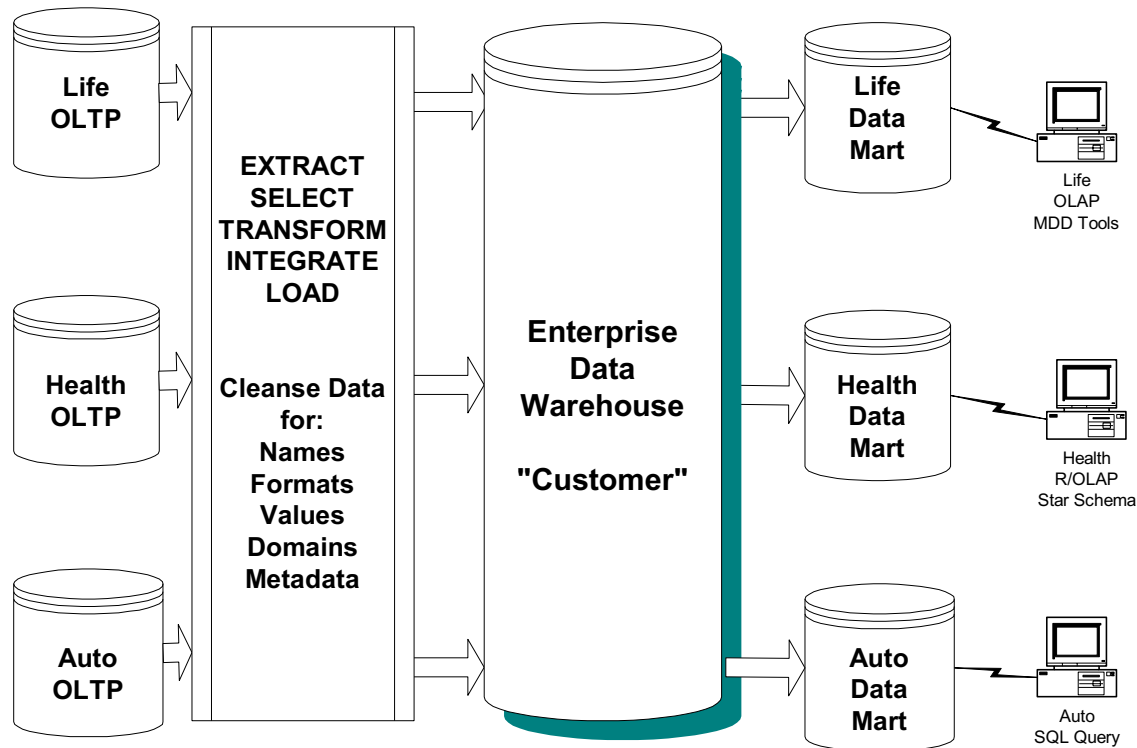 Life
OLTP
Health
OLTP
Auto
OLTP
EXTRACT
SELECT
TRANSFORM
INTEGRATE
LOAD
Cleanse Data
for:
Names
Formats
Values
Domains
Metadata
Enterprise
Data
Warehouse
"Customer"
Life
Data
Mart
Life
OLAP
MDD Tools
Health
Data
Mart
Health
R/OLAP
Star Schema
Auto
Data
Mart
Auto
SQL Query